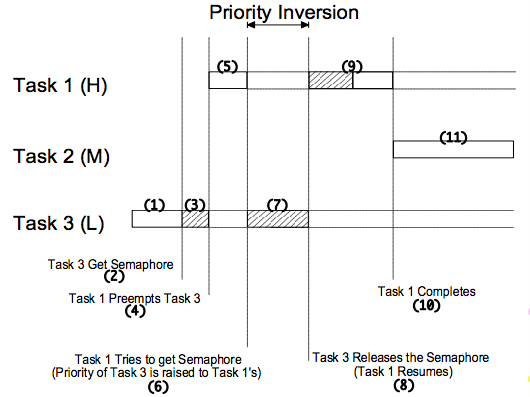 Priority Inversion
(5) (9)
Task 1 (H)
(11)
Task 2 (M)
(1) (3) (7)
Task 3 (L)
Task 3 Get Semaphore
(2)
Task 1 Preempts Task 3
(4)
Task 1 Completes
(10)
Task 1 Tries to get Semaphore
(Priority of Task 3 is raised to Task 1's)
(6)
Task 3 Releases the Semaphore
(Task 1 Resumes)
(8)